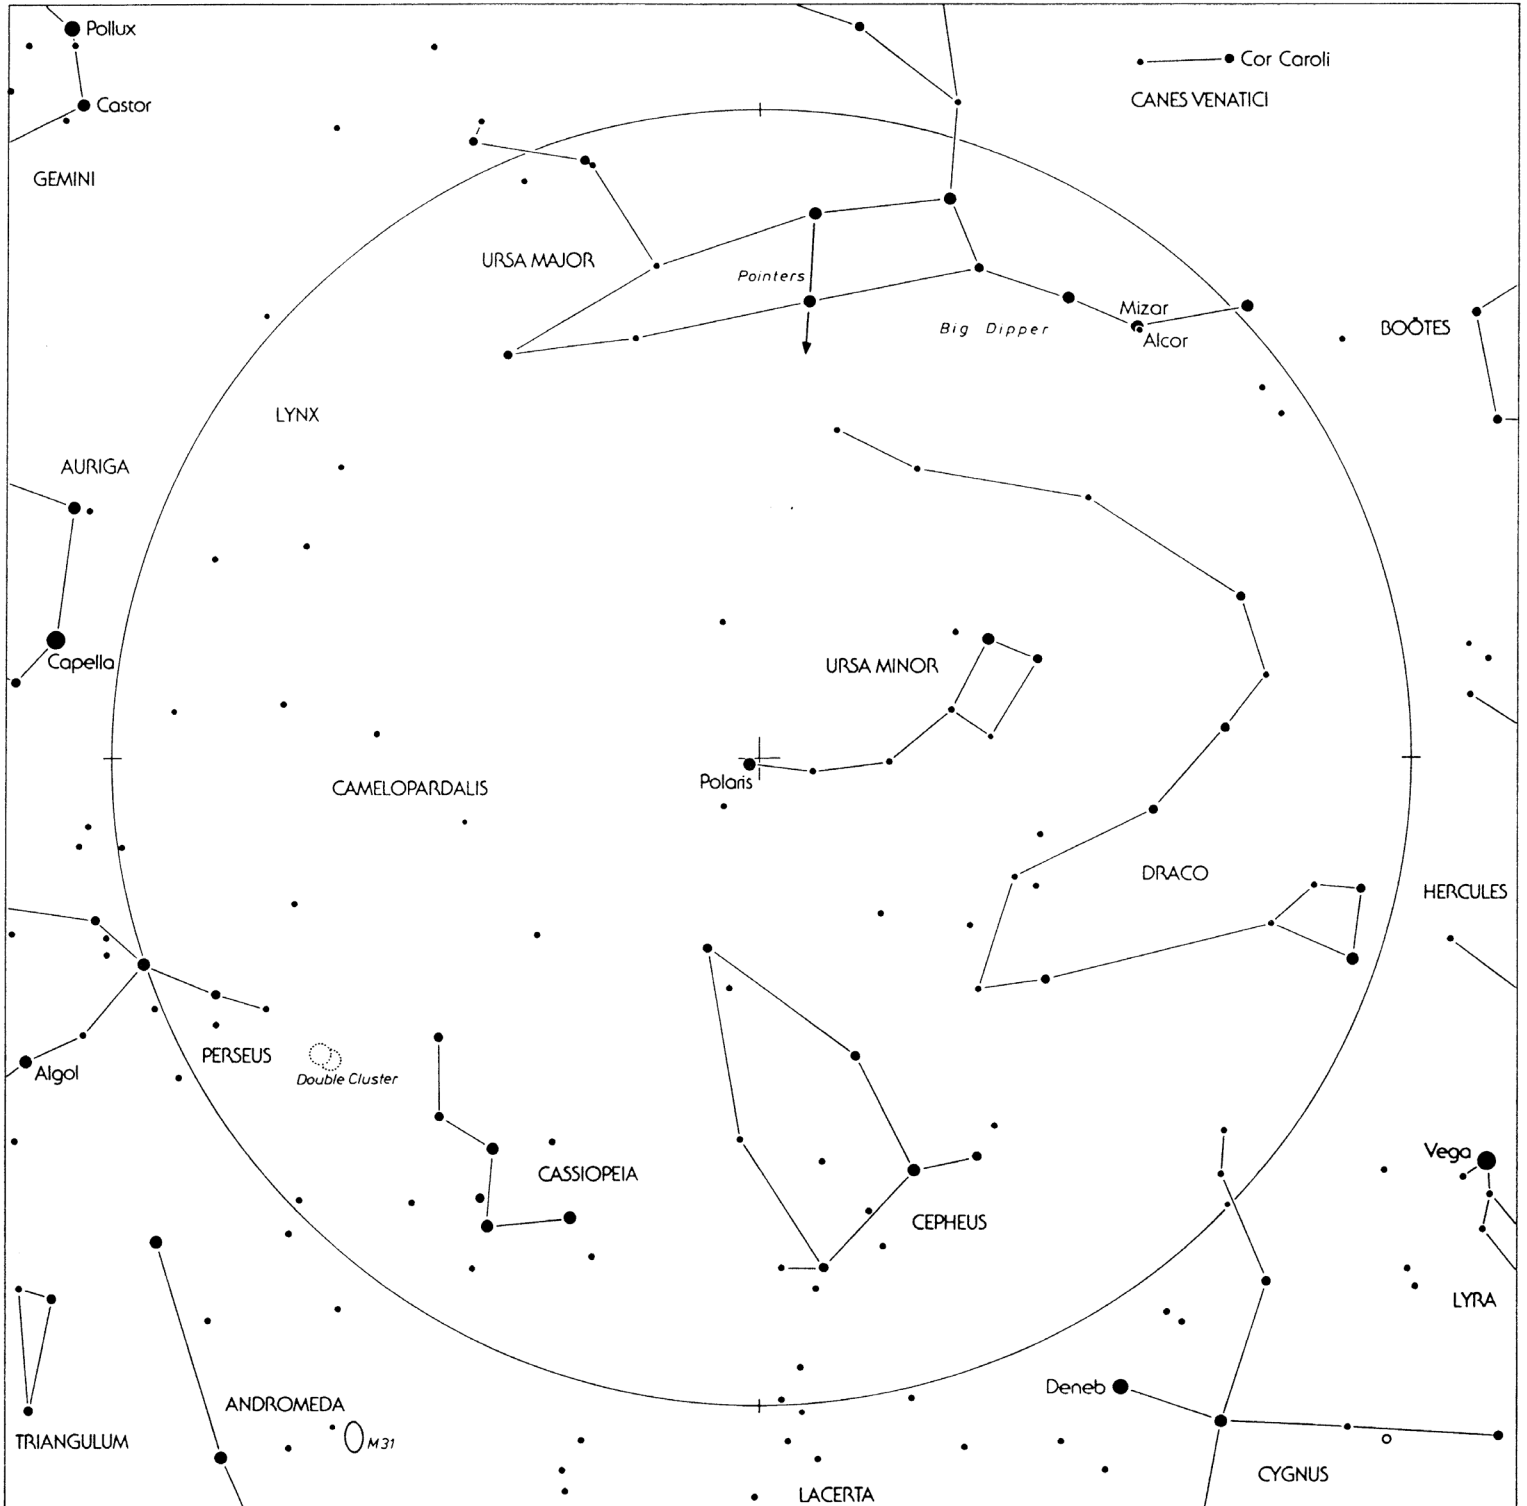 Pollux
Cor Caroli
Castor
CANES VENATICI
GEMINI
URSA MAJOR
Pointers
Mizar
Big Dipper
BOÖTES
Alcor
LYNX
AURIGA
Capella
URSA MINOR
Polaris
CAMELOPARDALIS
DRACO
HERCULES
PERSEUS
Algol
Double Cluster
Vega
CASSIOPEIA
CEPHEUS
LYRA
Deneb
ANDROMEDA
TRIANGULUM
M31
CYGNUS
LACERTA